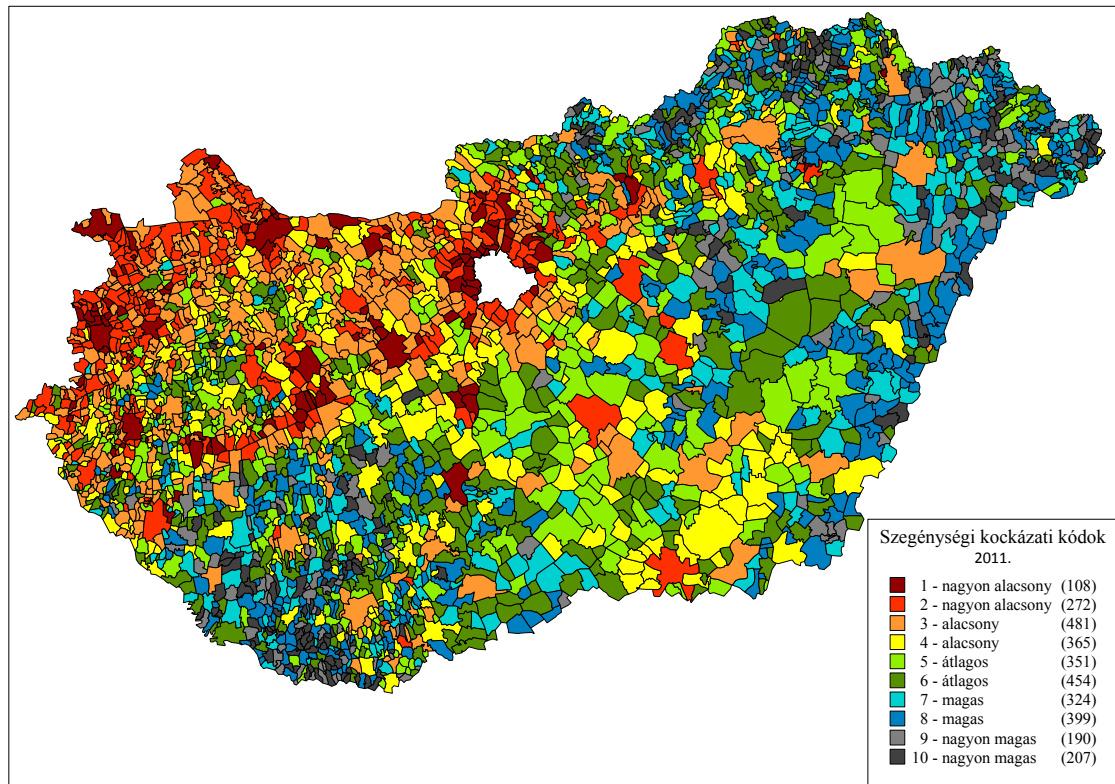 Szegénységi kockázati kódok
2011.
1 - nagyon alacsony (108)
2 - nagyon alacsony (272)
3 - alacsony (481)
4 - alacsony (365)
5 - átlagos (351)
6 - átlagos (454)
7 - magas (324)
8 - magas (399)
9 - nagyon magas (190)
10 - nagyon magas (207)